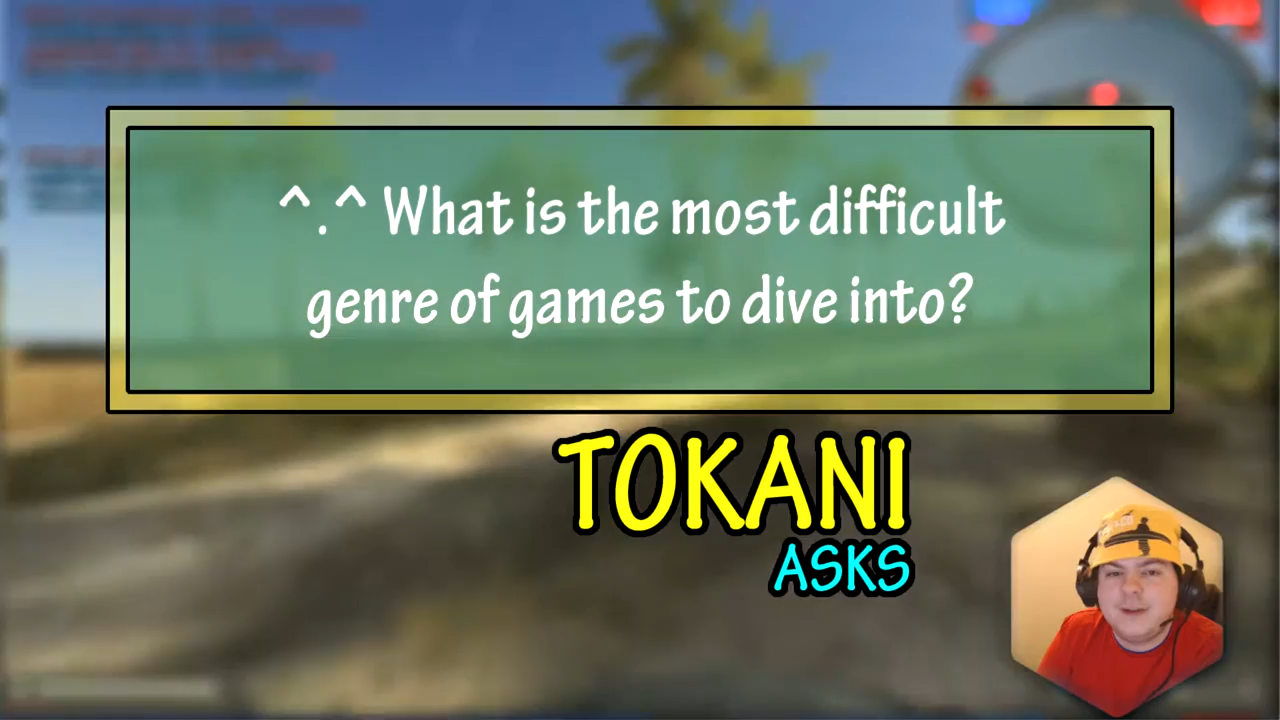 ^.^ What is the most difficult
genre of games to dive into?
TOKANI
ASKS